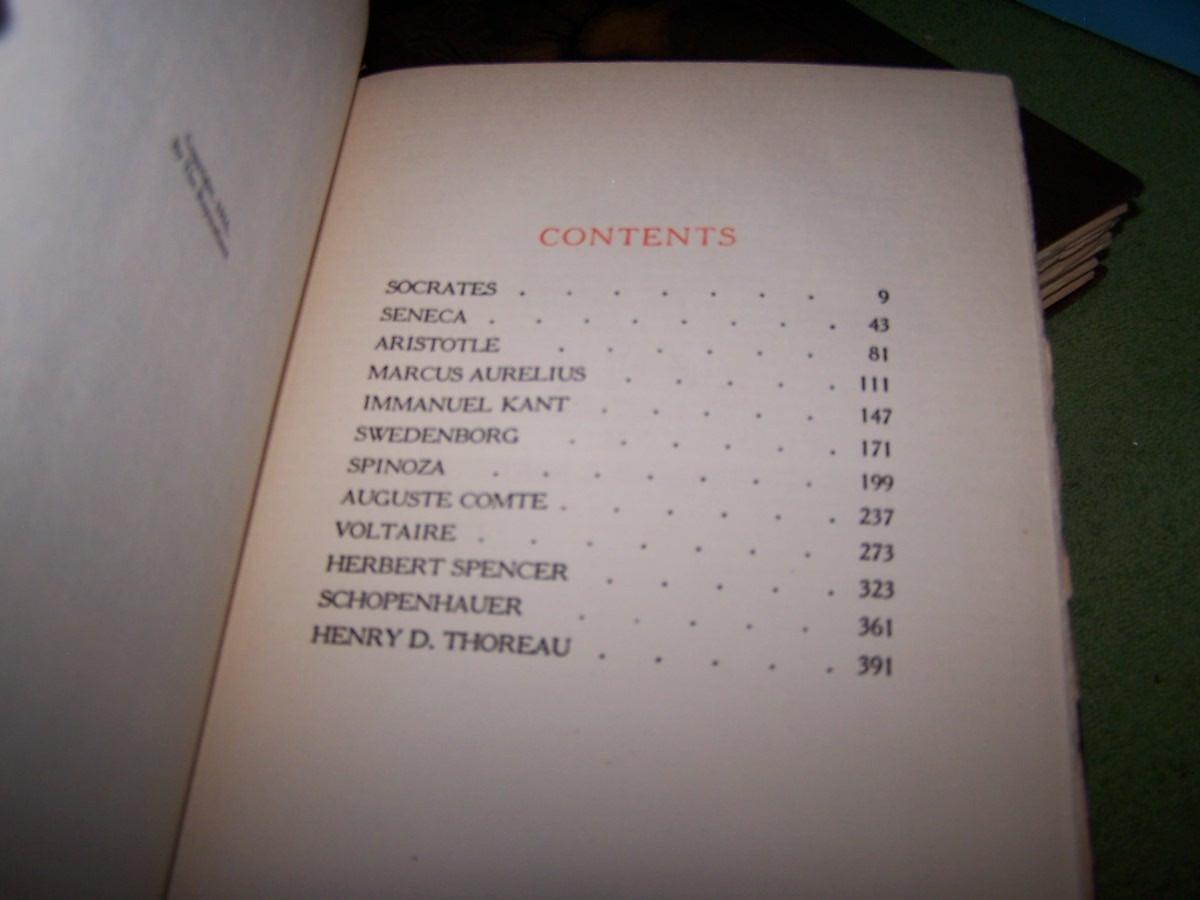 CONTENTS
SOCRATES . . . . . . . 9
SENECA . . . . . . . . 43
ARISTOTLE . . . . . . 81
MARCUS AURELIUS . . . . . 111
IMMANUEL KANT . . . . . 147
SWEDENBORG . . . . . . 171
SPINOZA . . . . . . . 199
AUGUSTE COMTE . . . . . . 237
VOLTAIRE . . . . . . . 273
HERBERT SPENCER . . . . . 323
SCHOPENHAUER . . . . . 361
HENRY D. THOREAU . . . . . 391